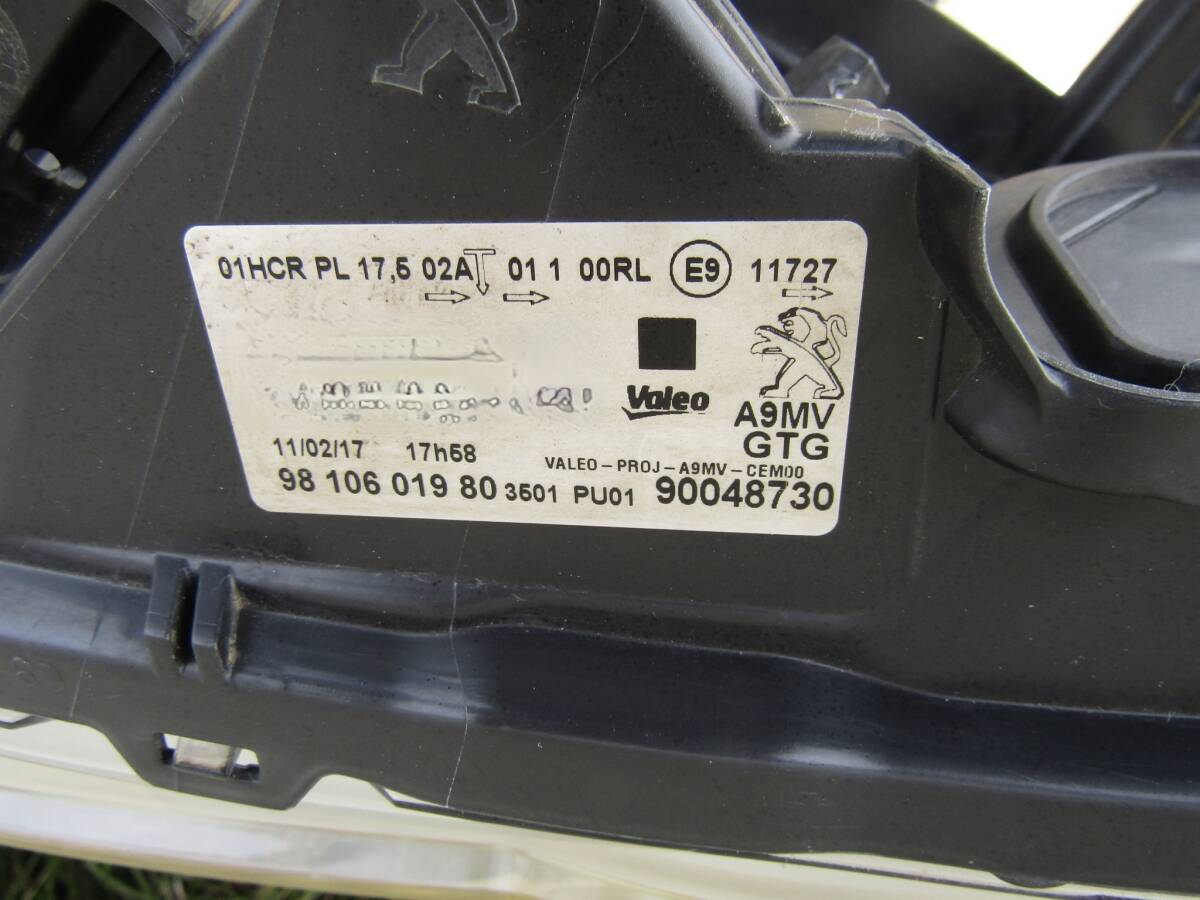 01HCR PL 17,5 02A 01 1 00RL E9 11727
Valeo
A9MV
GTG
11/02/17 17h58
VALEO-PROJ-A9MV-CEM00
98 106 019 80 3501 PU01 90048730